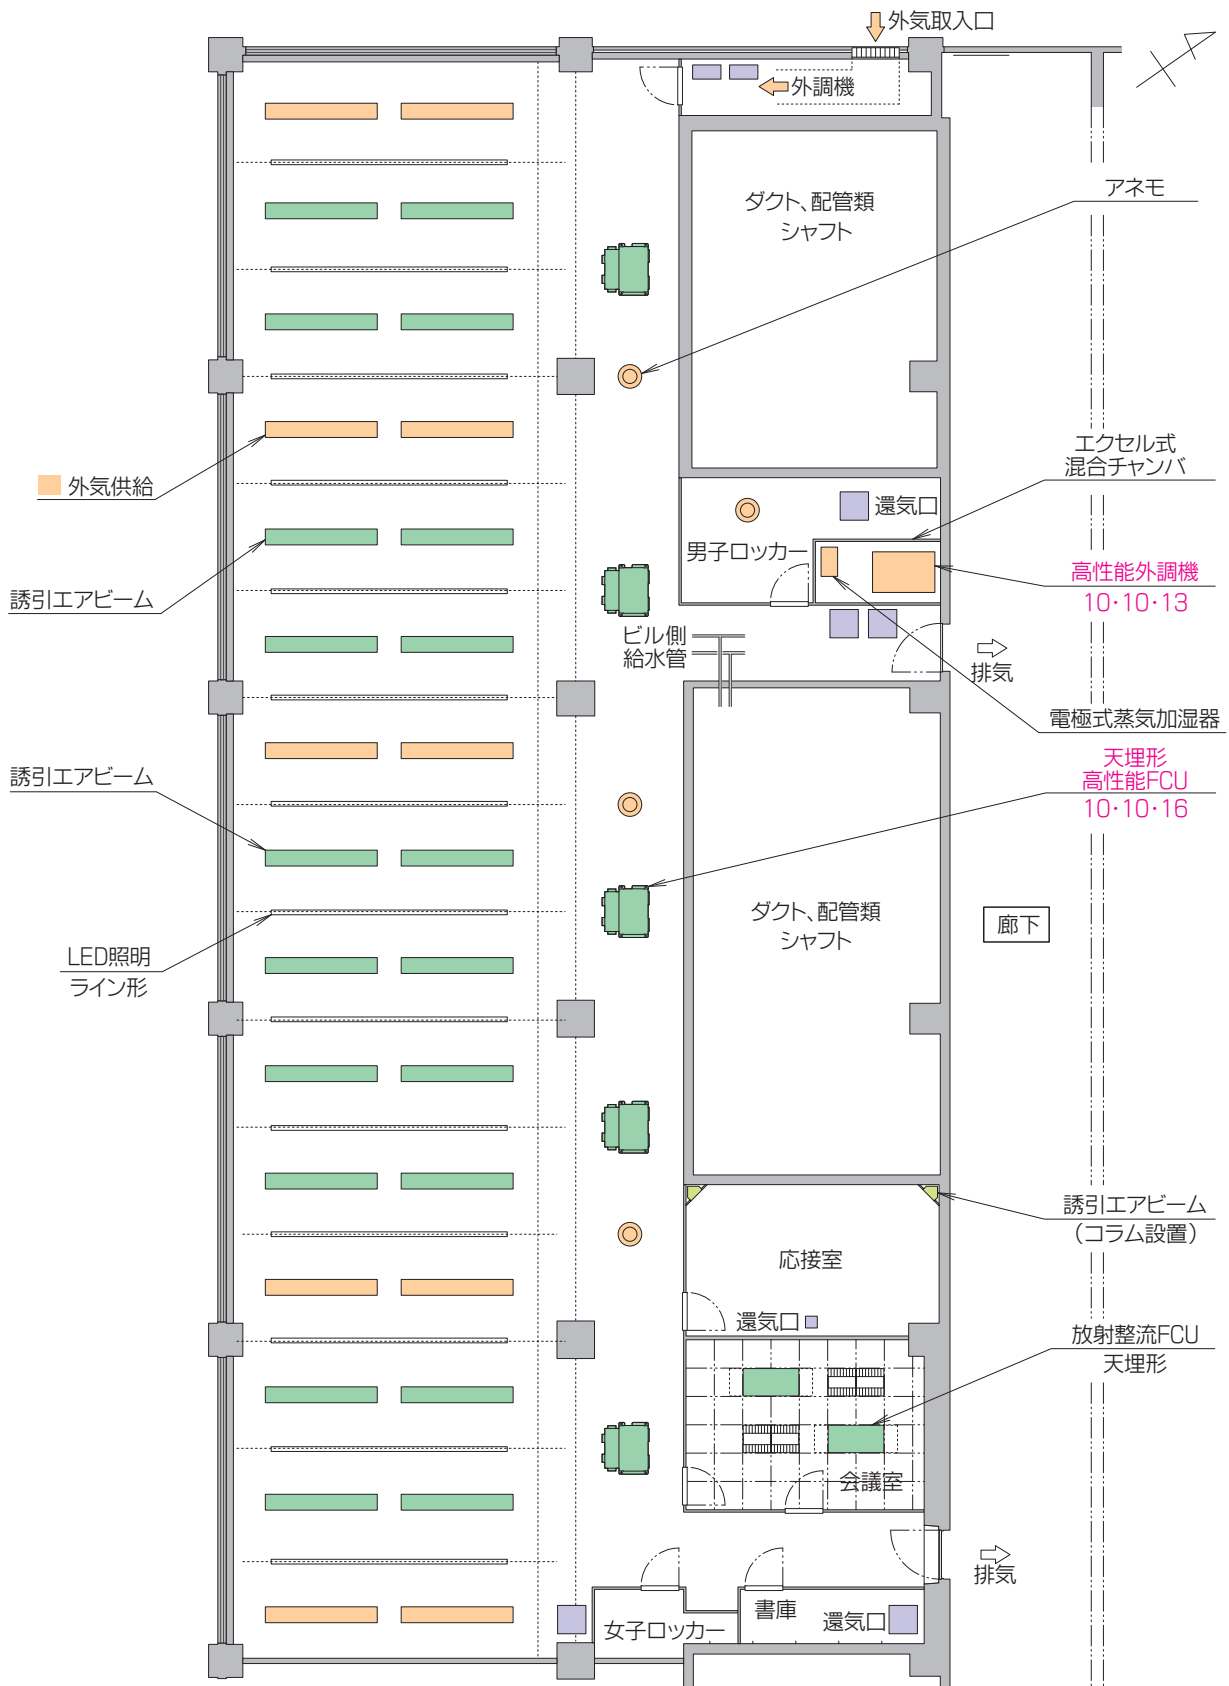 外気取入口
外調機
ダクト、配管類
シャフト
アネモ
外気供給
エクセル式
混合チャンバ
還気口
男子ロッカー
高性能外調機
10・10・13
誘引エアビーム
ビル側
給水管
排気
電極式蒸気加湿器
誘引エアビーム
天埋形
高性能FCU
10・10・16
ダクト、配管類
シャフト
廊下
LED照明
ライン形
誘引エアビーム
（コラム設置）
応接室
還気口
放射整流FCU
天埋形
会議室
排気
書庫
還気口
女子ロッカー